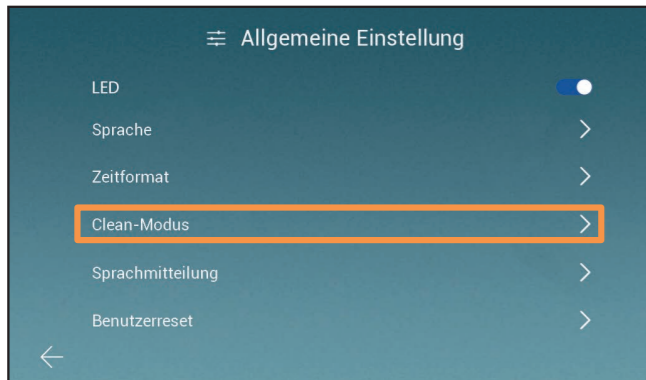 Allgemeine Einstellung
LED
Sprache
Zeitformat
Clean-Modus
Sprachmitteilung
Benutzerreset